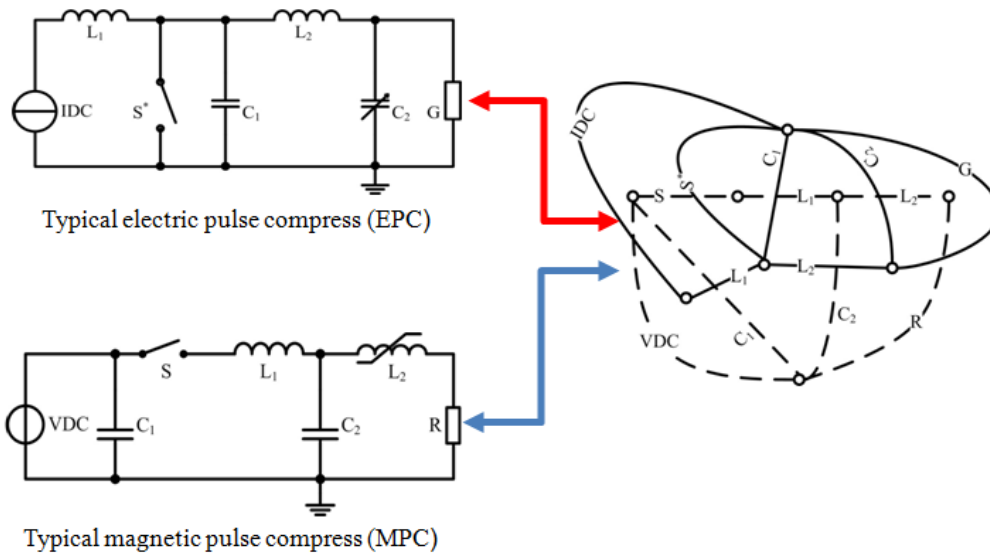 L₁
L₂
IDC
S*
C₁
C₂
G
Typical electric pulse compress (EPC)
VDC
C₁
S
L₁
C₂
L₂
R
Typical magnetic pulse compress (MPC)
IDC
C₁
C₂
G
S*
S
L₁
L₂
L₁
L₂
VDC
C₁
C₂
R